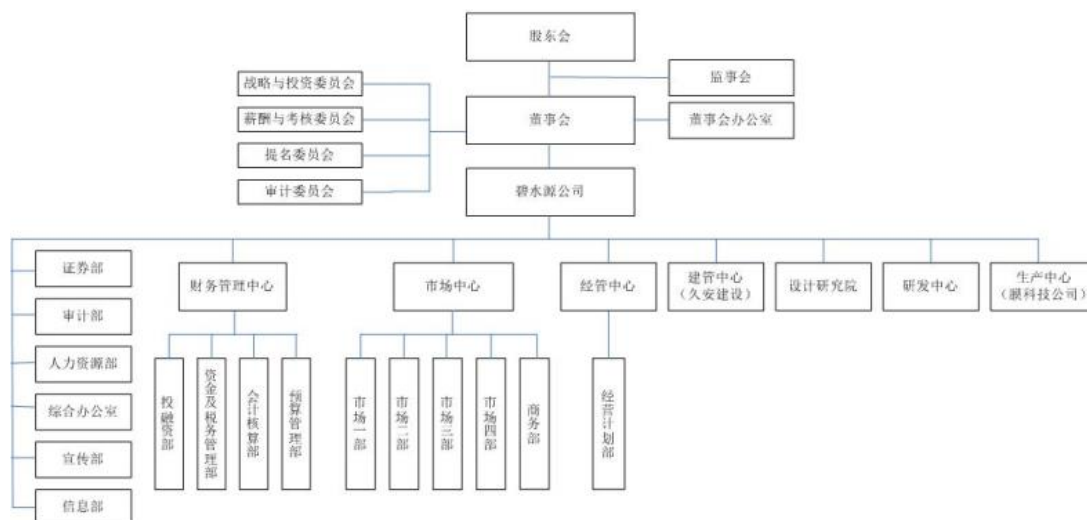 股东会
监事会
战略与投资委员会
薪酬与考核委员会
提名委员会
审计委员会
董事会
董事会办公室
碧水源公司
证券部
审计部
人力资源部
综合办公室
宣传部
信息部
财务管理中心
市场中心
经管中心
建管中心
（久安建设）
设计研究院
研发中心
生产中心
（膜科技公司）
投融资部
资金及税务管理部
会计核算部
预算管理部
市场一部
市场二部
市场三部
市场四部
商务部
经营计划部